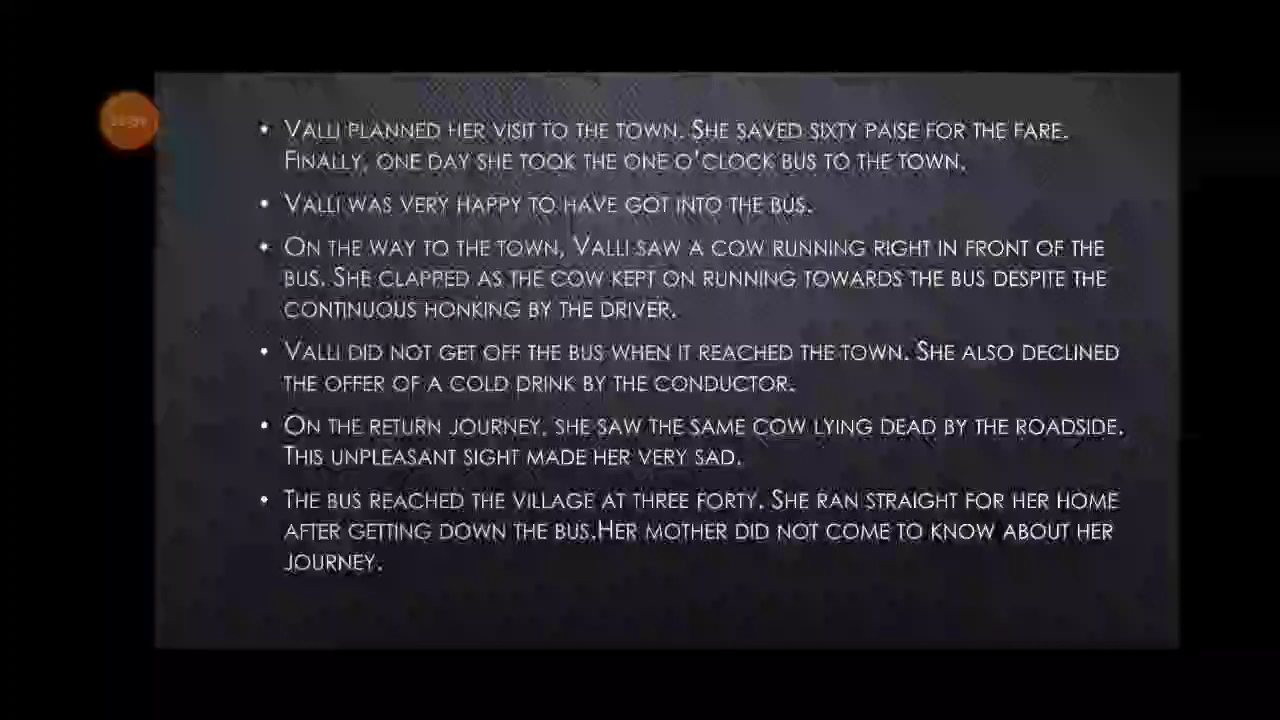 • Valli planned her visit to the town. She saved sixty paise for the fare.
Finally, one day she took the one o'clock bus to the town.
• Valli was very happy to have got into the bus.
• On the way to the town, Valli saw a cow running right in front of the
bus. She clapped as the cow kept on running towards the bus despite the
continuous honking by the driver.
• Valli did not get off the bus when it reached the town. She also declined
the offer of a cold drink by the conductor.
• On the return journey, she saw the same cow lying dead by the roadside.
This unpleasant sight made her very sad.
• The bus reached the village at three forty. She ran straight for her home
after getting down the bus.Her mother did not come to know about her
journey.